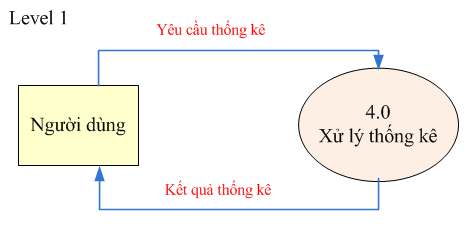 Level 1
Yêu cầu thống kê
Người dùng
4.0
Xử lý thống kê
Kết quả thống kê